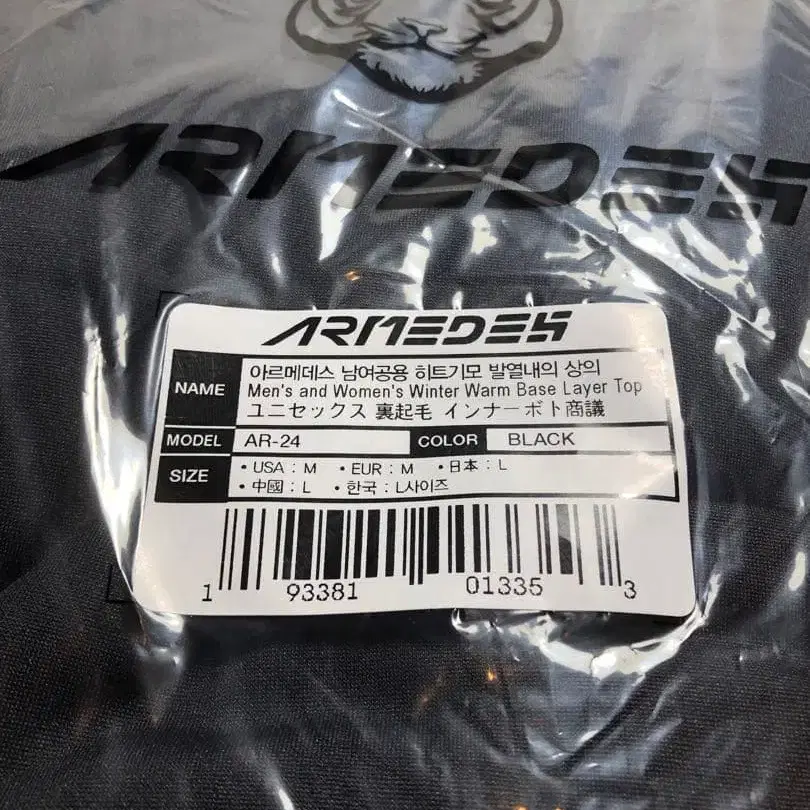 ARMEDES
ARMEDES
NAME
아르메데스 남여공용 히트기모 발열내의 상의
Men's and Women's Winter Warm Base Layer Top
ユニセックス 裏起毛 インナーボト商議
MODEL AR-24 COLOR BLACK
SIZE
• USA : M • EUR : M • 日本 : L
• 中國 : L • 한국 : L사이즈
1 93381 01335 3